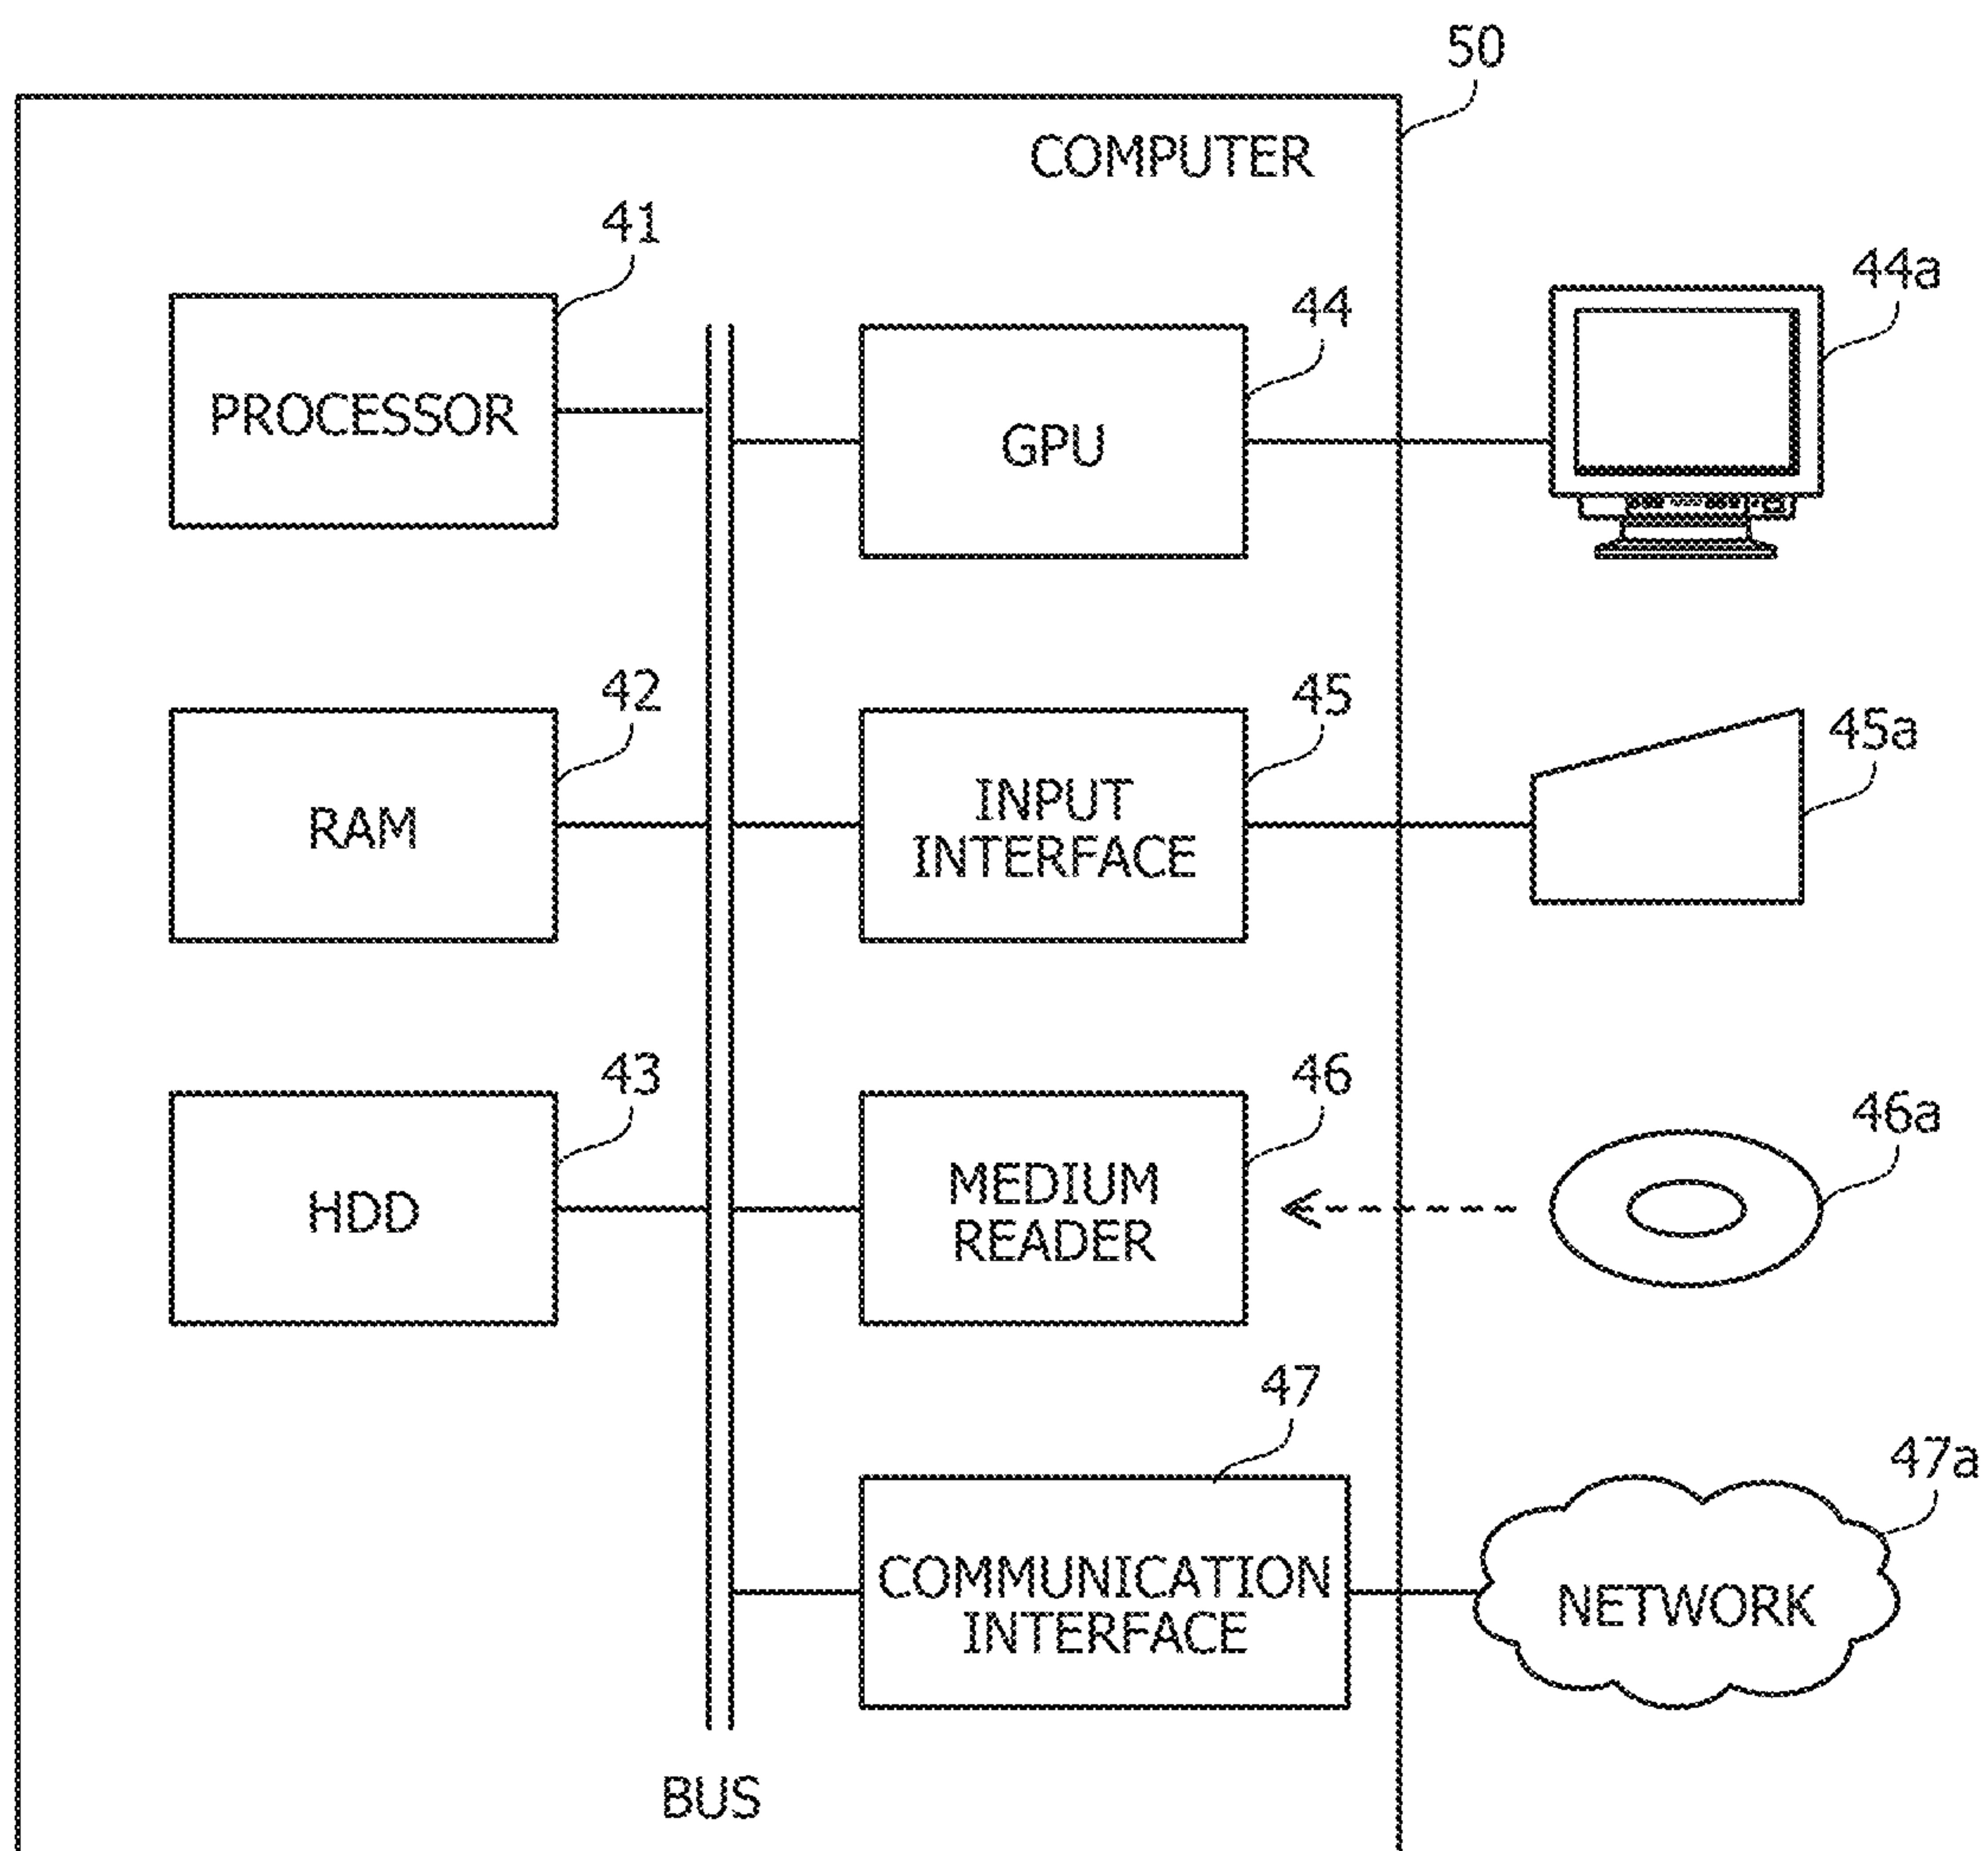 50
COMPUTER
41
44
44a
PROCESSOR
GPU
42
45
45a
RAM
INPUT
INTERFACE
43
46
46a
HDD
MEDIUM
READER
47
47a
COMMUNICATION
INTERFACE
NETWORK
BUS